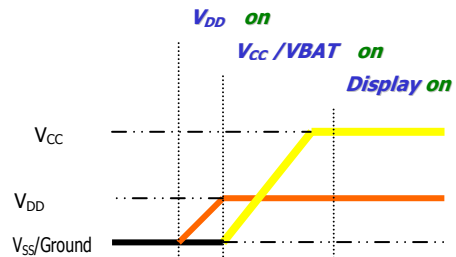 VDD on
VCC /VBAT on
Display on
VCC
VDD
VSS/Ground